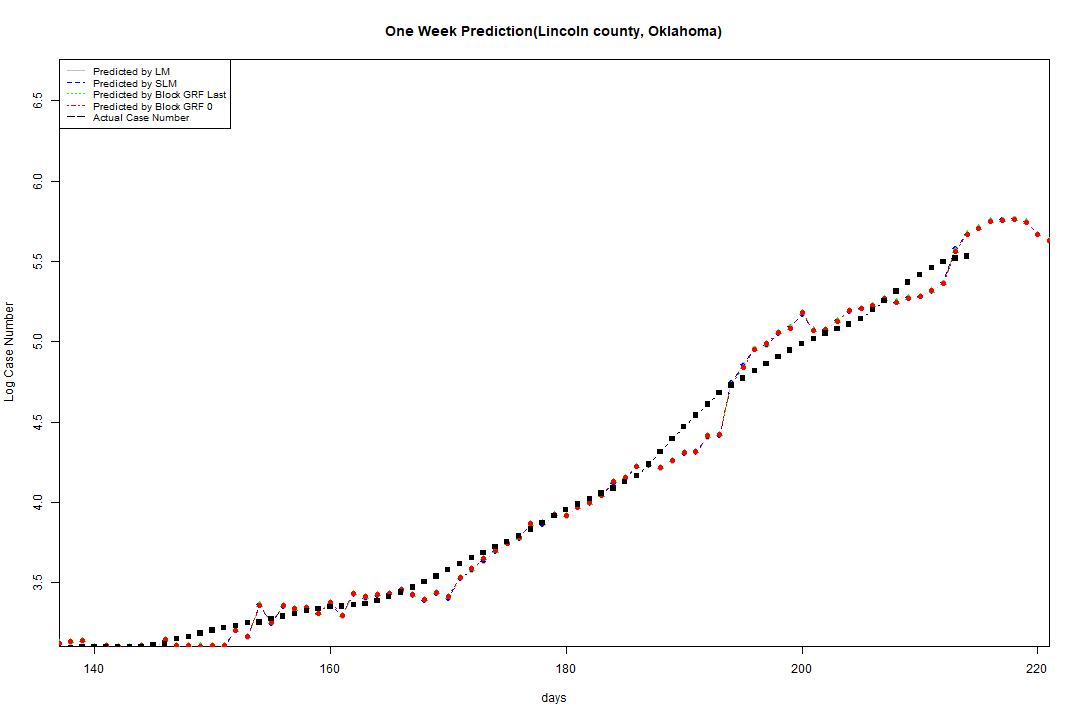 One Week Prediction(Lincoln county, Oklahoma)
Predicted by LM
Predicted by SLM
Predicted by Block GRF Last
Predicted by Block GRF 0
Actual Case Number
6.5
6.0
5.5
5.0
4.5
4.0
3.5
Log Case Number
140 160 180 200 220
days